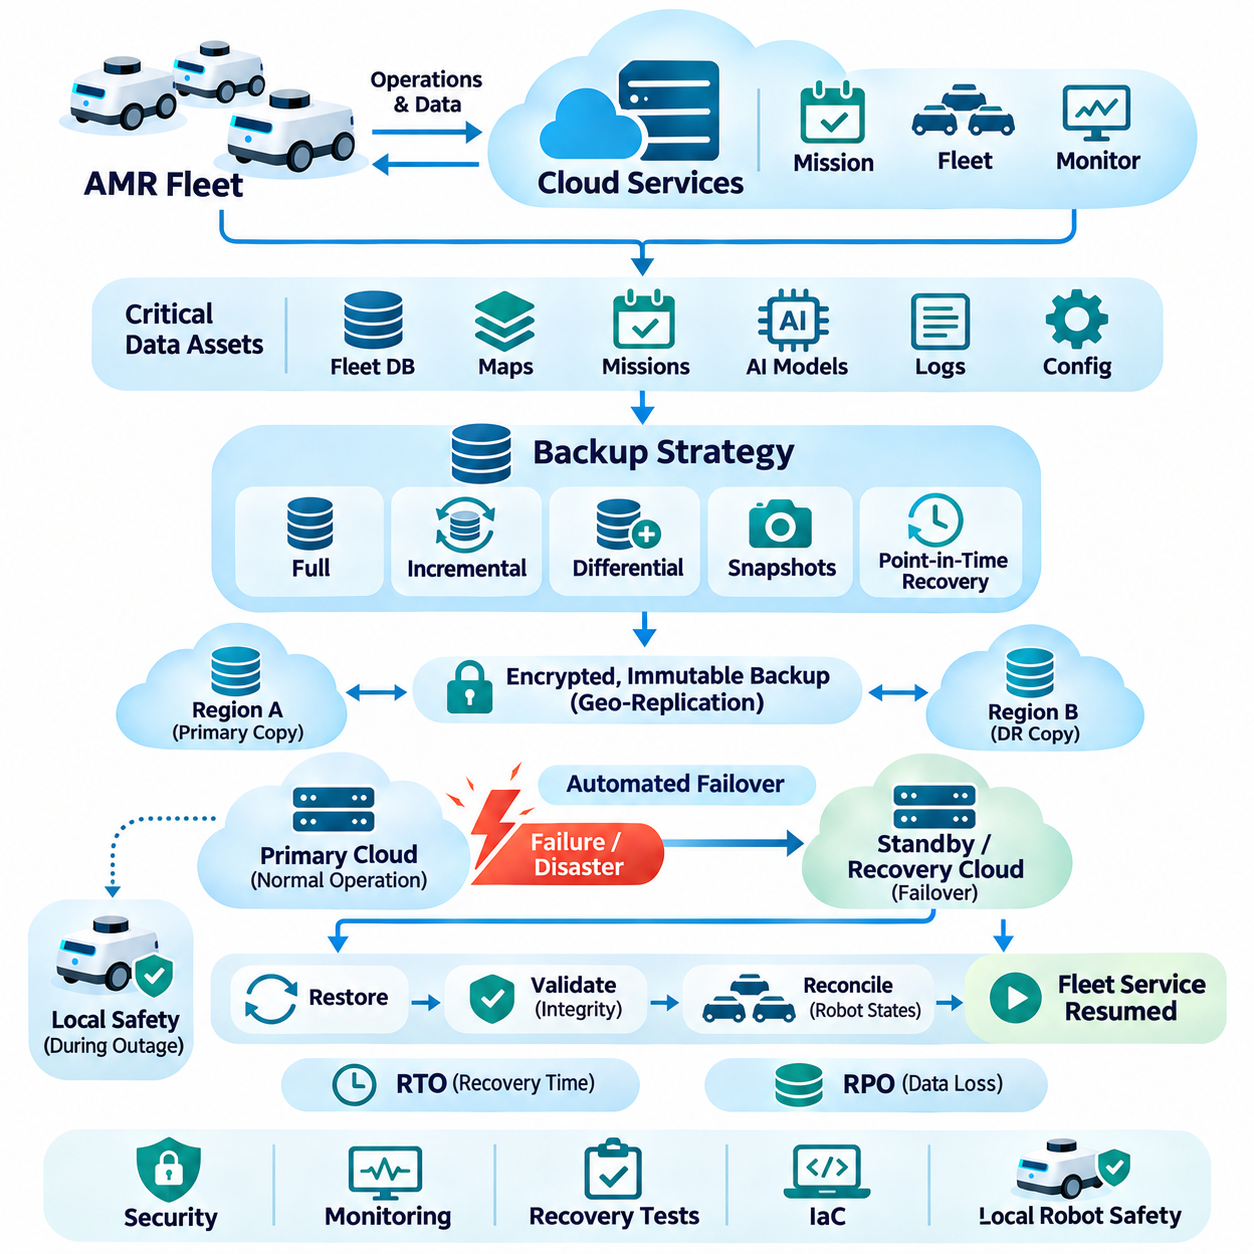 Operations
& Data
AMR Fleet
Cloud Services
Mission
Fleet
Monitor
Critical
Data Assets
Fleet DB
Maps
Missions
AI
AI Models
Logs
Config
Backup Strategy
Full
Incremental
Differential
Snapshots
Point-in-Time
Recovery
Region A
(Primary Copy)
Encrypted, Immutable Backup
(Geo-Replication)
Region B
(DR Copy)
Automated Failover
Primary Cloud
(Normal Operation)
Failure /
Disaster
Standby /
Recovery Cloud
(Failover)
Local Safety
(During Outage)
Restore
Validate
(Integrity)
Reconcile
(Robot States)
Fleet Service
Resumed
RTO (Recovery Time)
RPO (Data Loss)
Security
Monitoring
Recovery Tests
</>
IaC
Local Robot Safety